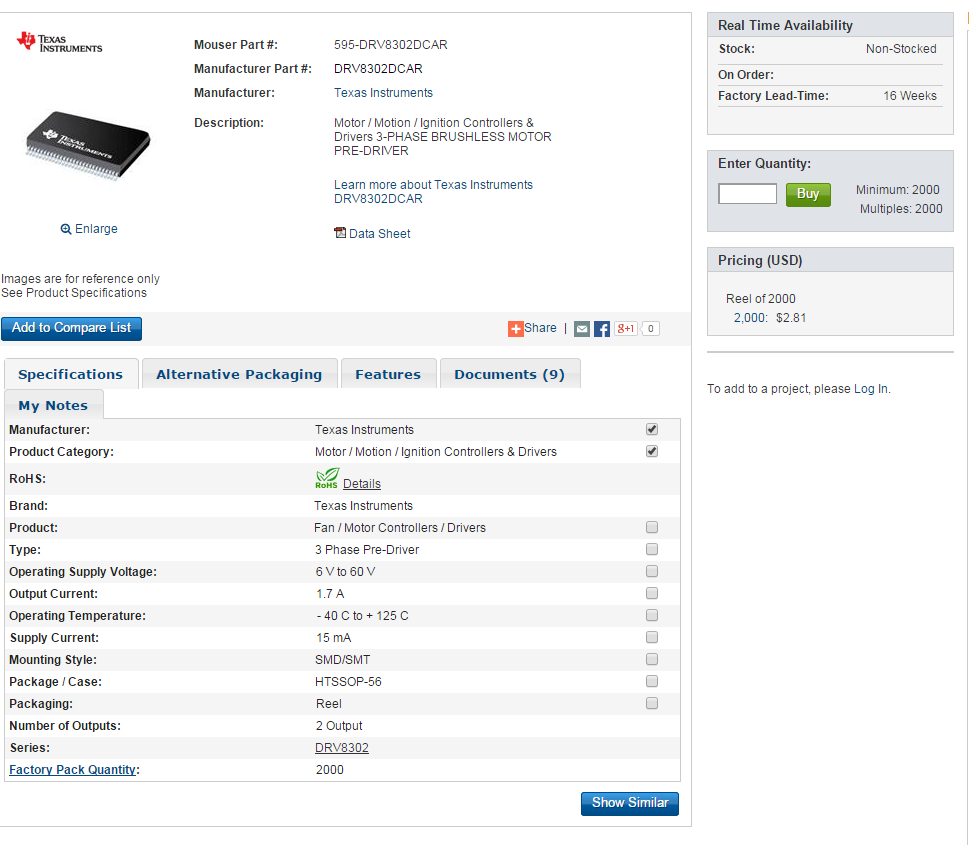 TEXAS
INSTRUMENTS
Mouser Part #: 595-DRV8302DCAR
Manufacturer Part #: DRV8302DCAR
Manufacturer: Texas Instruments
Description: Motor / Motion / Ignition Controllers &
Drivers 3-PHASE BRUSHLESS MOTOR
PRE-DRIVER
TEXAS
INSTRUMENTS
Learn more about Texas Instruments
DRV8302DCAR
Enlarge
Data Sheet
Images are for reference only
See Product Specifications
Add to Compare List
Share | g+1 0
Specifications Alternative Packaging Features Documents (9)
My Notes
Manufacturer: Texas Instruments
Product Category: Motor / Motion / Ignition Controllers & Drivers
RoHS: RoHS Details
Brand: Texas Instruments
Product: Fan / Motor Controllers / Drivers
Type: 3 Phase Pre-Driver
Operating Supply Voltage: 6 V to 60 V
Output Current: 1.7 A
Operating Temperature: - 40 C to + 125 C
Supply Current: 15 mA
Mounting Style: SMD/SMT
Package / Case: HTSSOP-56
Packaging: Reel
Number of Outputs: 2 Output
Series: DRV8302
Factory Pack Quantity: 2000
Show Similar
Real Time Availability
Stock: Non-Stocked
On Order:
Factory Lead-Time: 16 Weeks
Enter Quantity:
Buy Minimum: 2000
Multiples: 2000
Pricing (USD)
Reel of 2000
2,000: $2.81
To add to a project, please Log In.